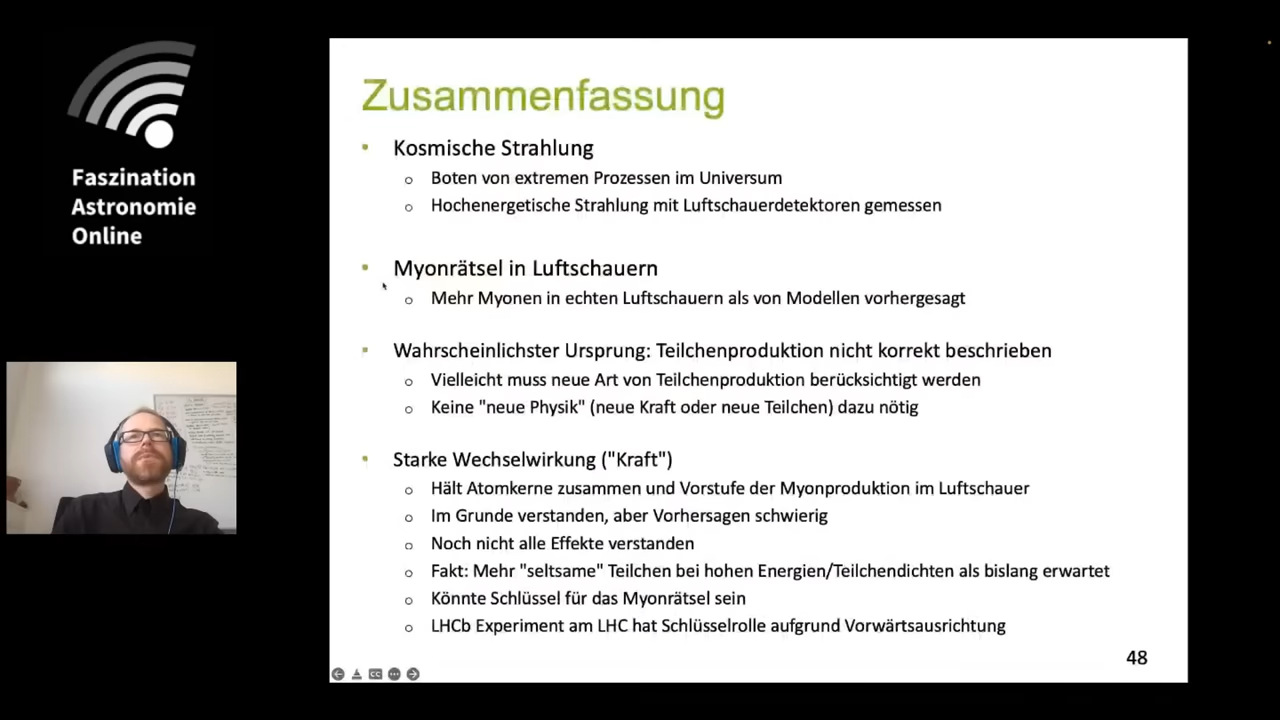 Faszination
Astronomie
Online
Zusammenfassung
Kosmische Strahlung
Boten von extremen Prozessen im Universum
Hochenergetische Strahlung mit Luftschauerdetektoren gemessen
Myonrätsel in Luftschauern
Mehr Myonen in echten Luftschauern als von Modellen vorhergesagt
Wahrscheinlichster Ursprung: Teilchenproduktion nicht korrekt beschrieben
Vielleicht muss neue Art von Teilchenproduktion berücksichtigt werden
Keine "neue Physik" (neue Kraft oder neue Teilchen) dazu nötig
Starke Wechselwirkung ("Kraft")
Hält Atomkerne zusammen und Vorstufe der Myonproduktion im Luftschauer
Im Grunde verstanden, aber Vorhersagen schwierig
Noch nicht alle Effekte verstanden
Fakt: Mehr "seltsame" Teilchen bei hohen Energien/Teilchendichten als bislang erwartet
Könnte Schlüssel für das Myonrätsel sein
LHCb Experiment am LHC hat Schlüsselrolle aufgrund Vorwärtsausrichtung
48
CC